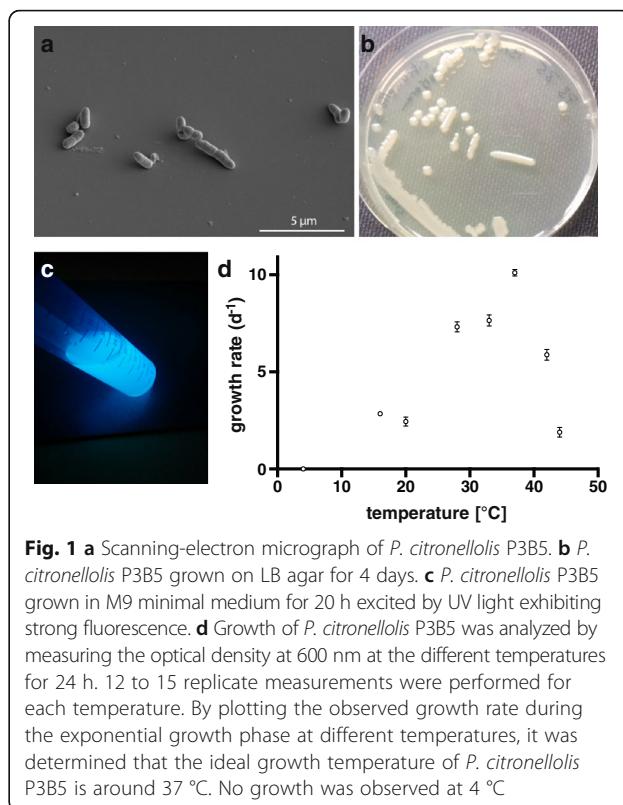 a
b
5 µm
c
d
growth rate (d⁻¹)
10
5
0
0
10
20
30
40
50
temperature [°C]
Fig. 1 a Scanning-electron micrograph of P. citronellolis P3B5. b P.
citronellolis P3B5 grown on LB agar for 4 days. c P. citronellolis P3B5
grown in M9 minimal medium for 20 h excited by UV light exhibiting
strong fluorescence. d Growth of P. citronellolis P3B5 was analyzed by
measuring the optical density at 600 nm at the different temperatures
for 24 h. 12 to 15 replicate measurements were performed for
each temperature. By plotting the observed growth rate during
the exponential growth phase at different temperatures, it was
determined that the ideal growth temperature of P. citronellolis
P3B5 is around 37 °C. No growth was observed at 4 °C